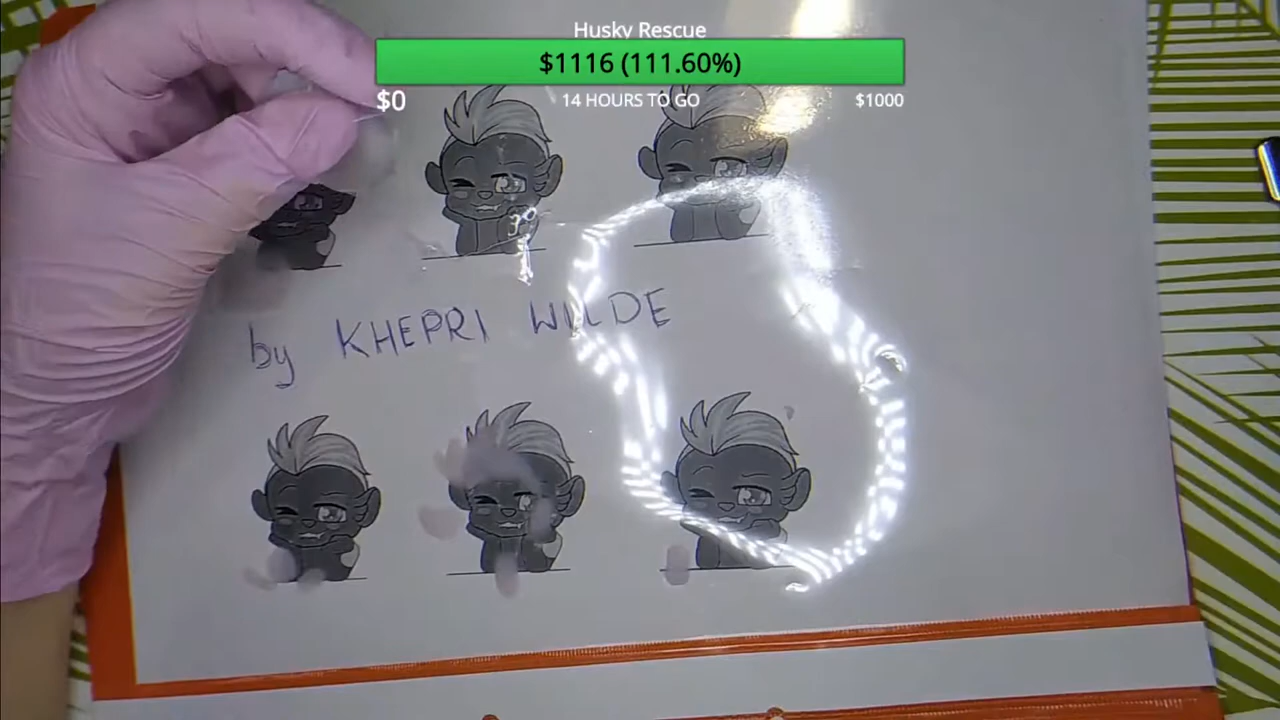 Husky Rescue
$1116 (111.60%)
$0
14 HOURS TO GO
$1000
by KHEPRI WILDE